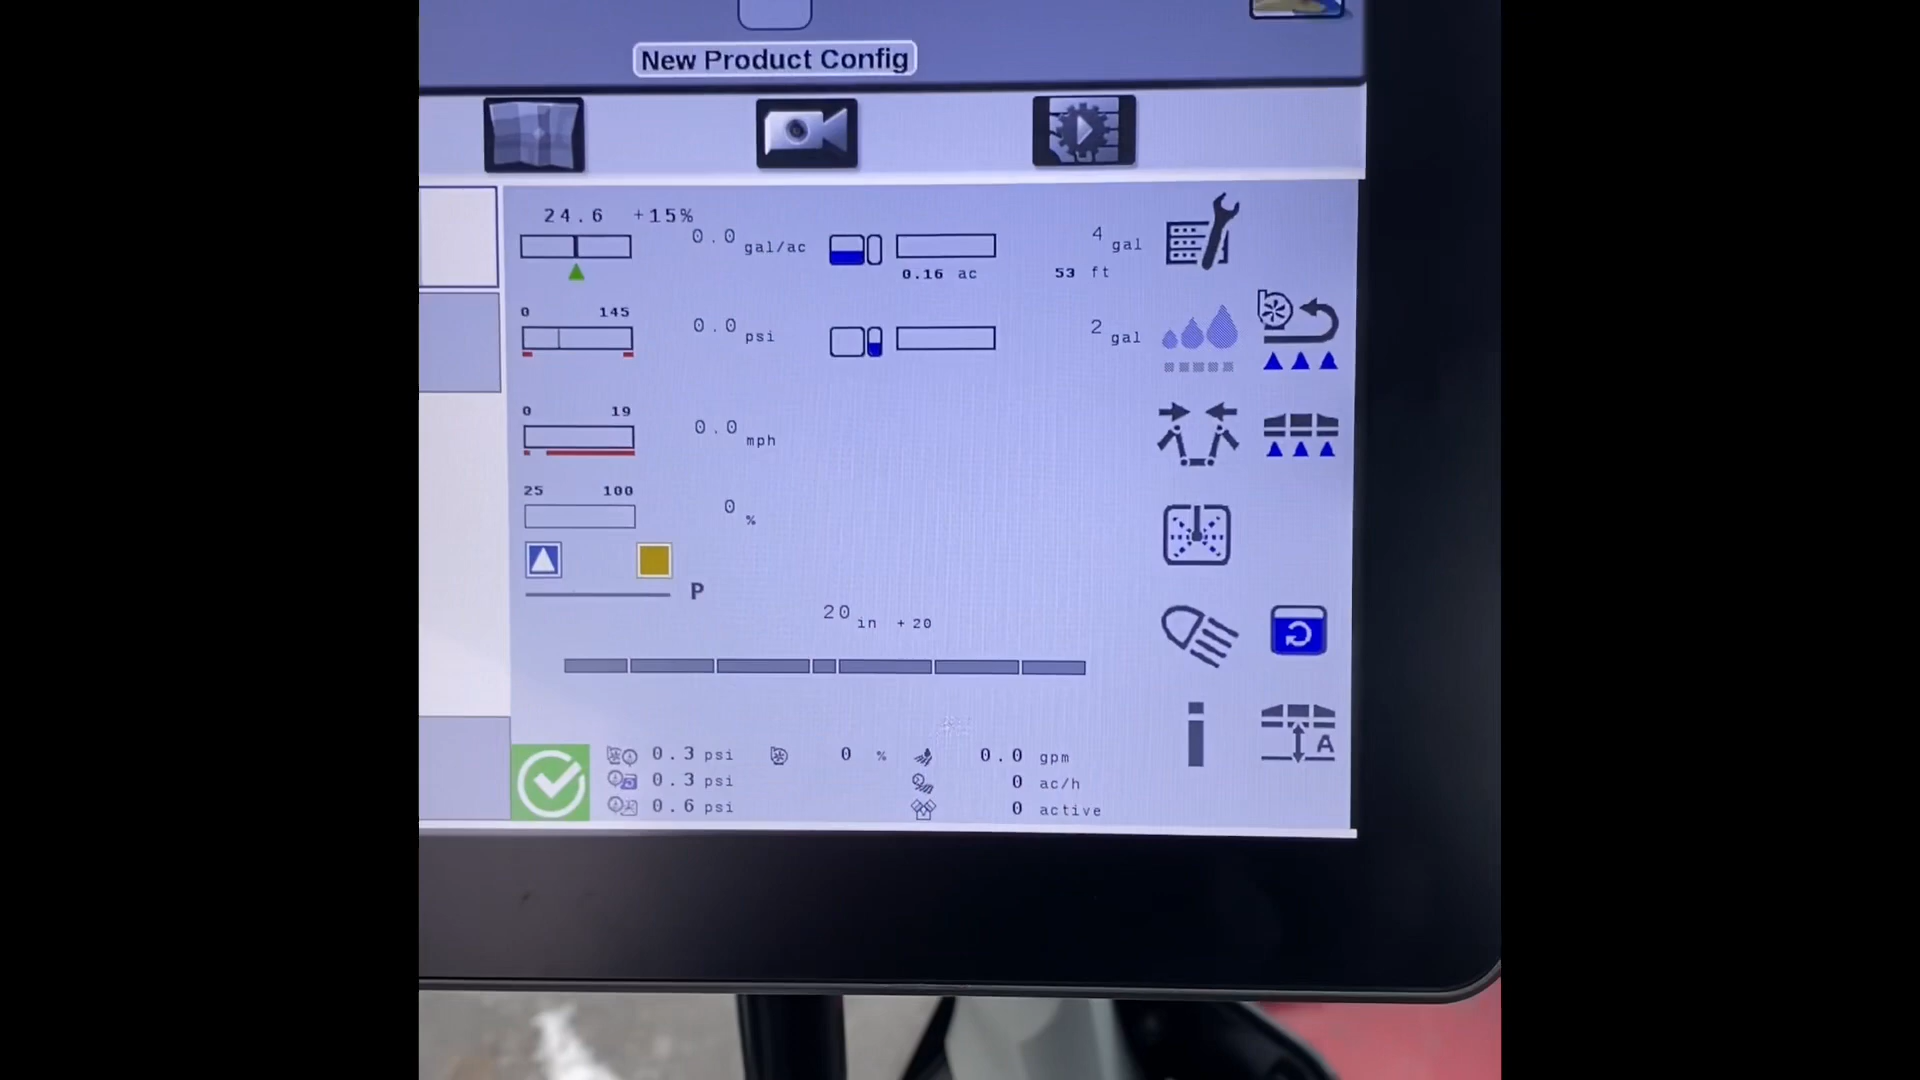 New Product Config
24.6 +15%
0.0 gal/ac
4 gal
0.16 ac
53 ft
0 145
0.0 psi
2 gal
0 19
0.0 mph
25 100
0 %
P
20 in +20
A
0.3 psi 0 % 0.0 gpm
0.3 psi 0 ac/h
0.6 psi 0 active